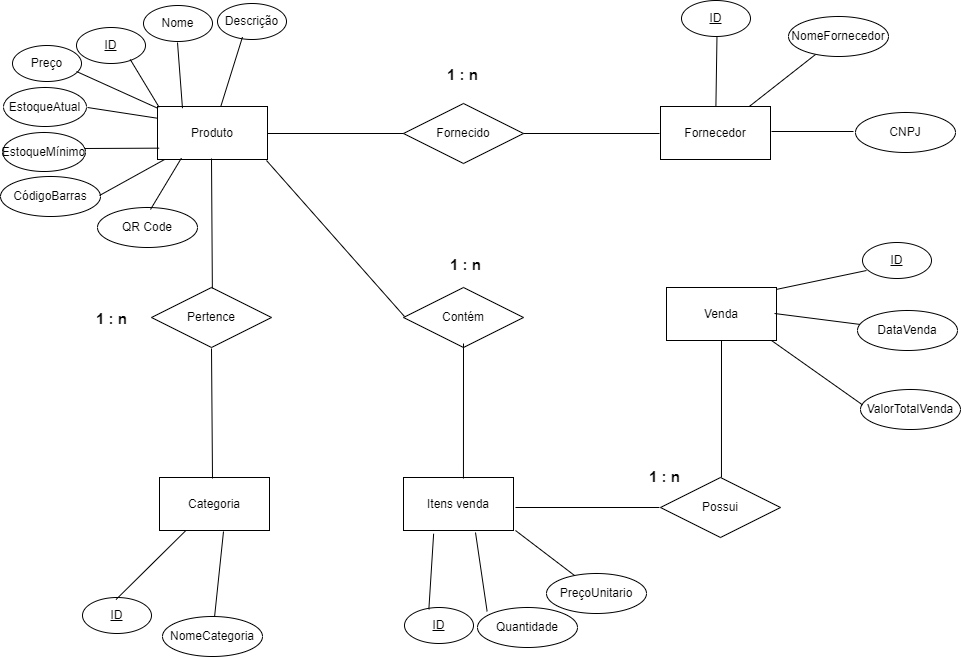 Nome
Descrição
ID
ID
NomeFornecedor
Preço
1 : n
EstoqueAtual
Produto
Fornecido
Fornecedor
CNPJ
EstoqueMínimo
CódigoBarras
QR Code
1 : n
ID
1 : n
Pertence
Contém
Venda
DataVenda
ValorTotalVenda
1 : n
Categoria
Itens venda
Possui
PreçoUnitario
ID
NomeCategoria
ID
Quantidade